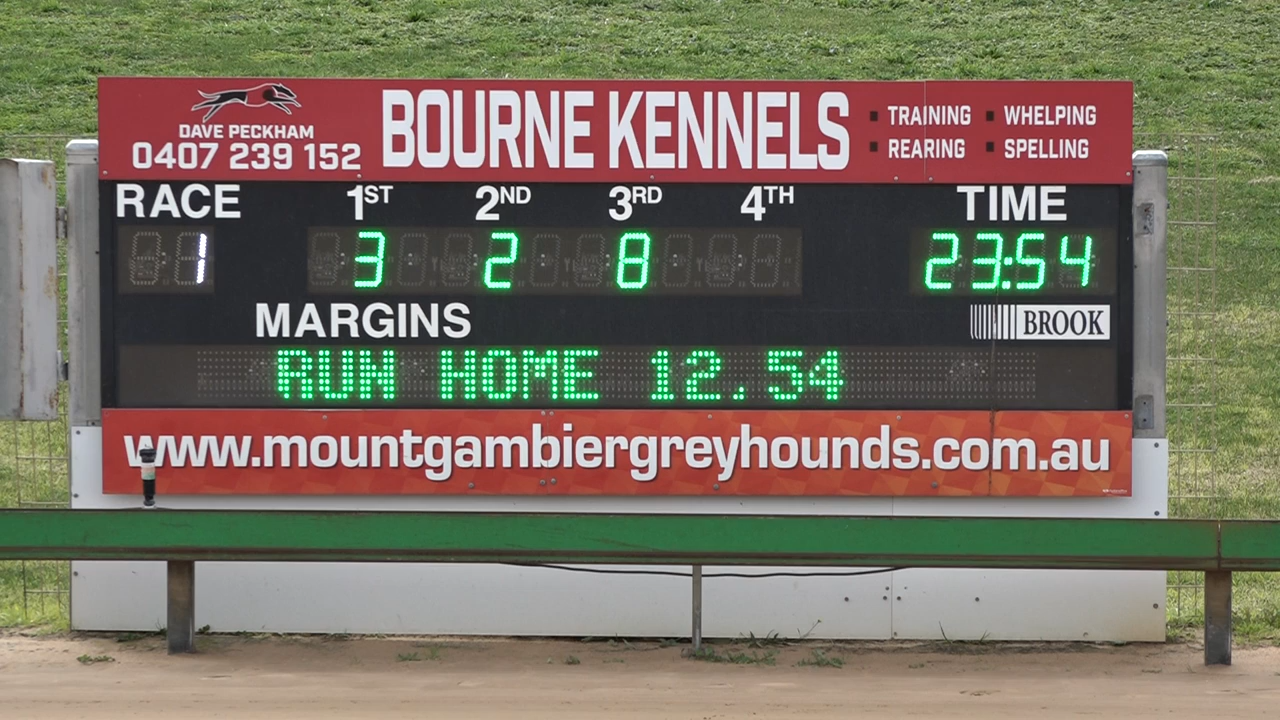 DAVE PECKHAM
0407 239 152
BOURNE KENNELS
TRAINING
REARING
WHELPING
SPELLING
RACE 1ST 2ND 3RD 4TH TIME
1 3 2 8 23:54
MARGINS
BROOK
RUN HOME 12.54
www.mountgambiergreyhounds.com.au